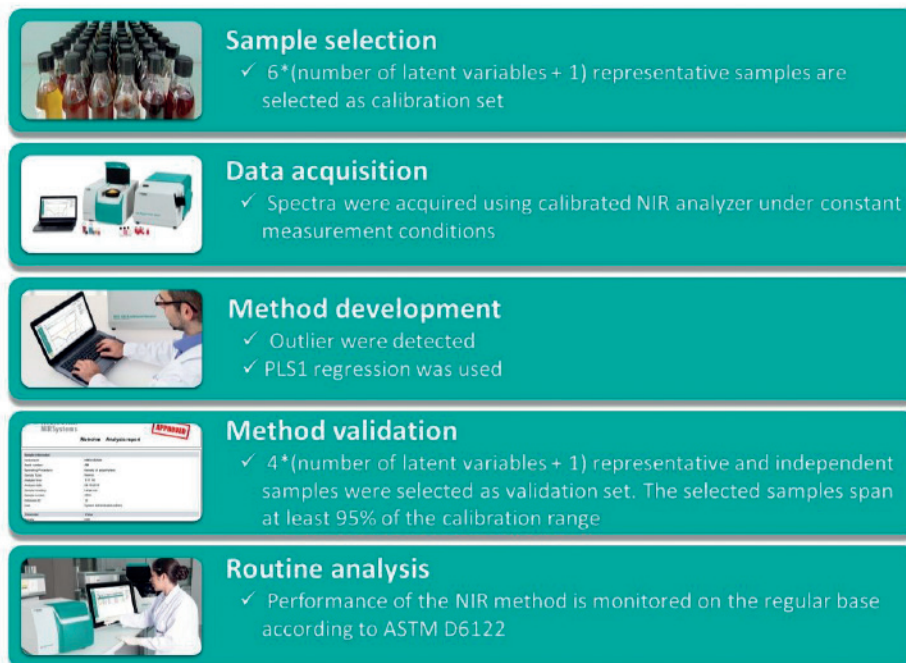 Sample selection
✓ 6*(number of latent variables + 1) representative samples are
selected as calibration set
Data acquisition
✓ Spectra were acquired using calibrated NIR analyzer under constant
measurement conditions
Method development
✓ Outlier were detected
✓ PLS1 regression was used
APPROVED
Method validation
✓ 4*(number of latent variables + 1) representative and independent
samples were selected as validation set. The selected samples span
at least 95% of the calibration range
Routine analysis
✓ Performance of the NIR method is monitored on the regular base
according to ASTM D6122